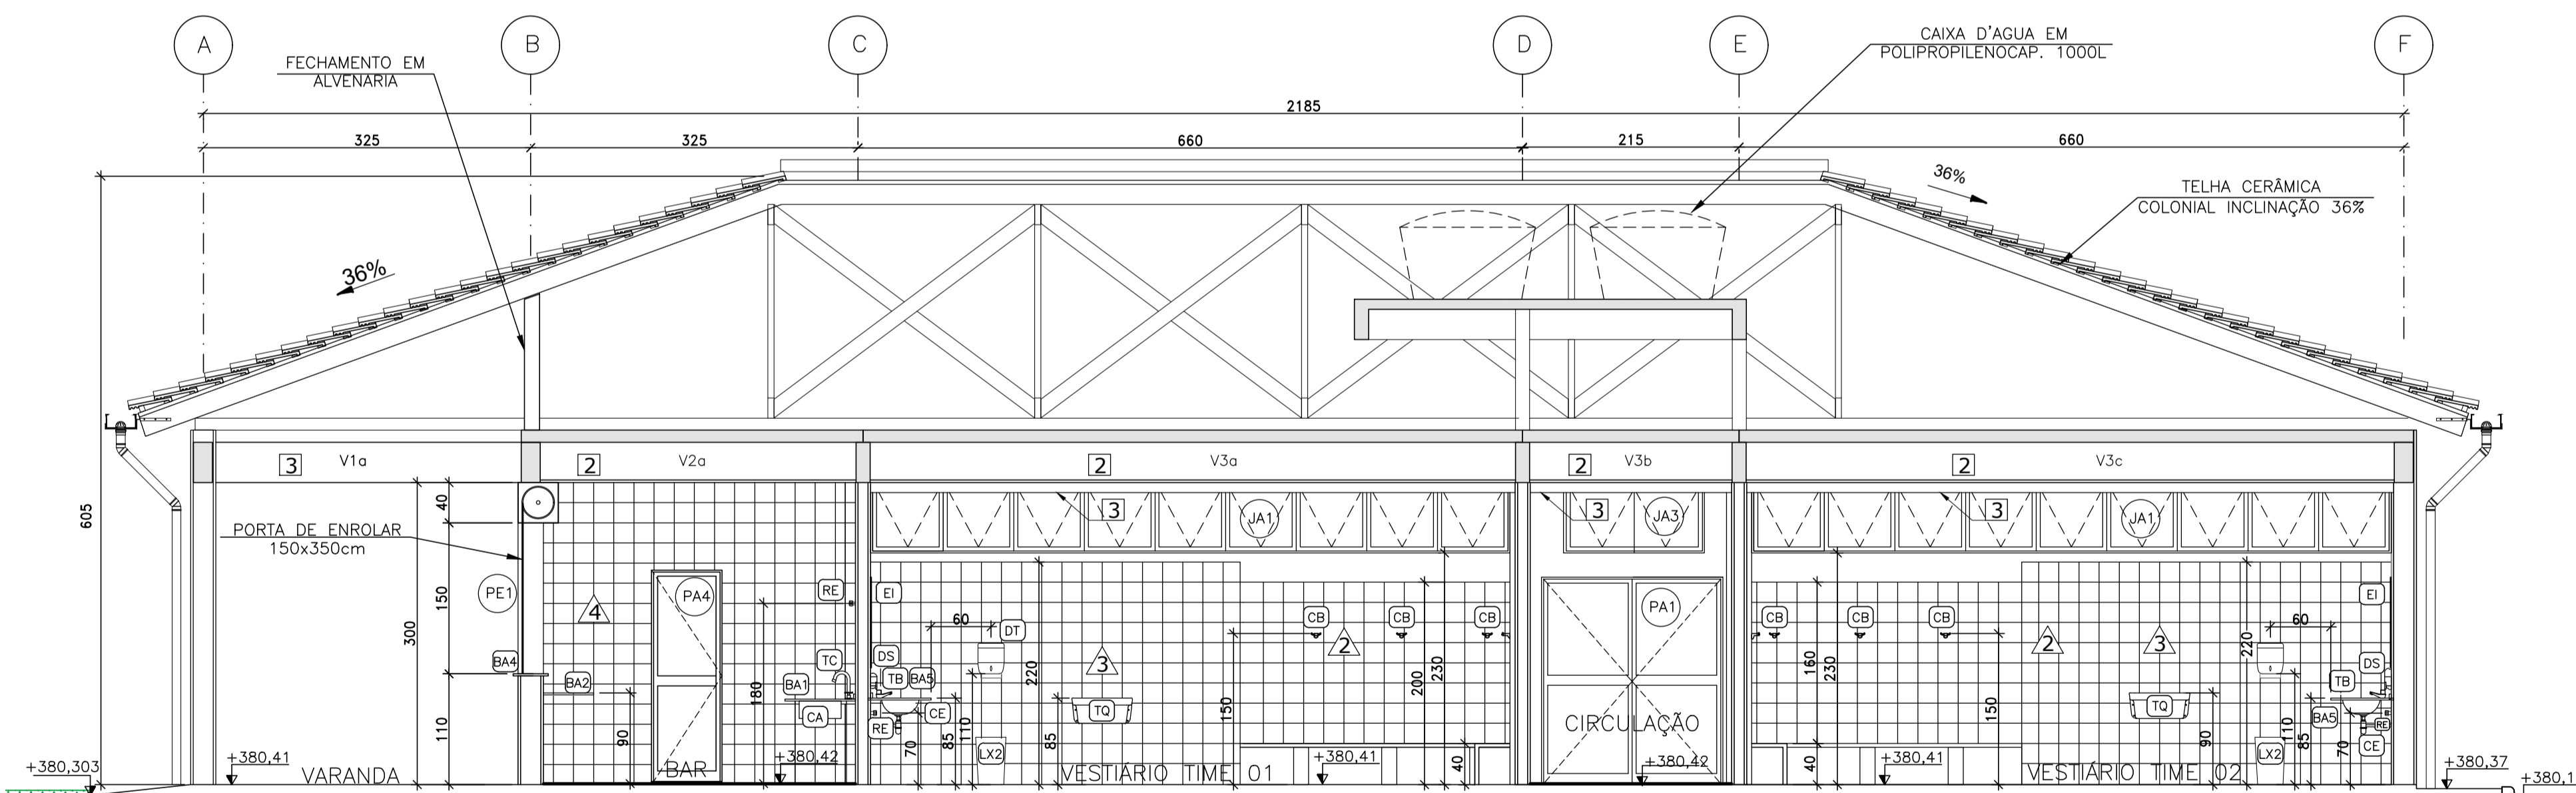 A
B
C
D
E
F
FECHAMENTO EM
ALVENARIA
CAIXA D'AGUA EM
POLIPROPILENOCAP. 1000L
2185
325
325
660
215
660
36%
36%
TELHA CERÂMICA
COLONIAL INCLINAÇÃO 36%
605
3 V1a
2 V2a
2 V3a
2 V3b
2 V3c
PORTA DE ENROLAR
150x350cm
40
150
110
300
PE1
BA4
4
PA4
BA2
BA1
RE
TC
CA
180
90
3
JA1
EI
DS
TB
BA5
CE
RE
60
DT
LX2
70
85
110
220
85
3
TQ
CB
CB
CB
2
150
200
230
40
3
JA3
PA1
CIRCULAÇÃO
3
JA1
CB
CB
CB
160
230
150
40
2
3
TQ
90
220
60
EI
DS
TB
BA5
RE
CE
LX2
110
85
70
+380,303
+380,41
VARANDA
BAR
+380,42
VESTIÁRIO TIME 01
+380,41
+380,42
+380,41
VESTIÁRIO TIME 02
+380,37
+380,1